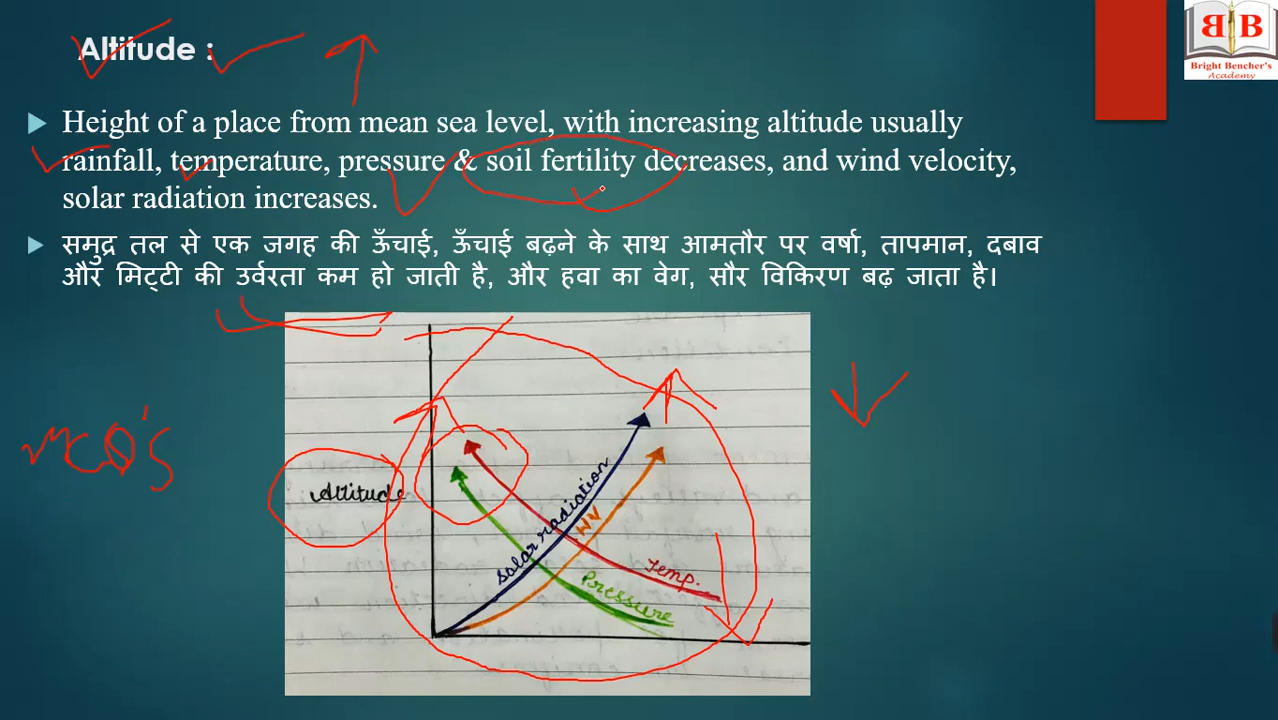 Altitude :
BB
Bright Bencher's
Academy
Height of a place from mean sea level, with increasing altitude usually
rainfall, temperature, pressure & soil fertility decreases, and wind velocity,
solar radiation increases.
समुद्र तल से एक जगह की ऊँचाई, ऊँचाई बढ़ने के साथ आमतौर पर वर्षा, तापमान, दबाव
और मिट्टी की उर्वरता कम हो जाती है, और हवा का वेग, सौर विकिरण बढ़ जाता है।
MCQ's
Altitude
Solar radiation
WV
Temp.
Pressure